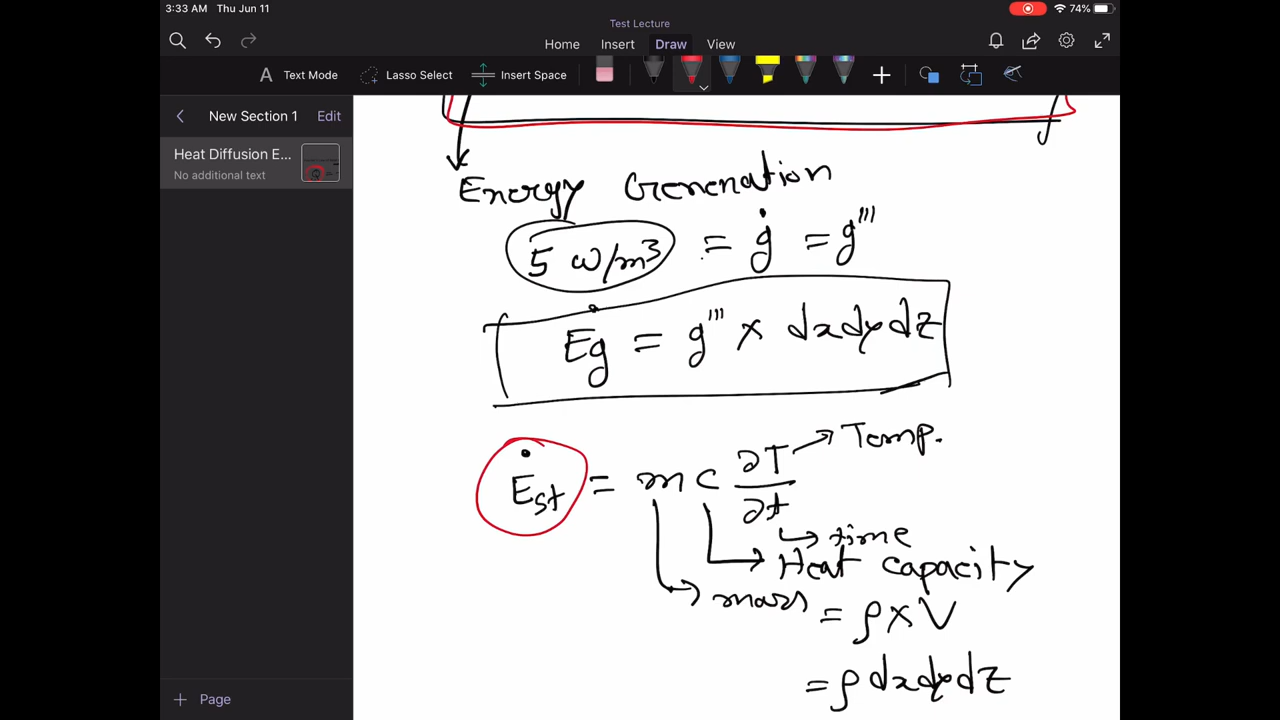 3:33 AM Thu Jun 11
74%
Test Lecture
Home Insert Draw View
Text Mode Lasso Select Insert Space
New Section 1 Edit
Heat Diffusion E...
No additional text
Energy Generation
5 W/m³ = ġ = g'''
Ėg = g''' × dxdydz
Ėst = m c ∂T/∂t → Temp.
↳ time
→ Heat capacity
→ mass = ρ × V
= ρ dxdydz
+ Page